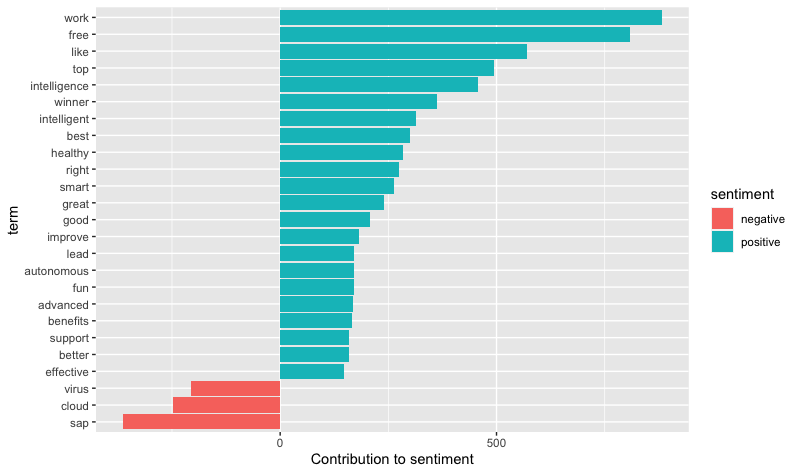 work
free
like
top
intelligence
winner
intelligent
best
healthy
right
smart
great
good
improve
lead
autonomous
fun
advanced
benefits
support
better
effective
virus
cloud
sap
term
0
500
Contribution to sentiment
sentiment
negative
positive